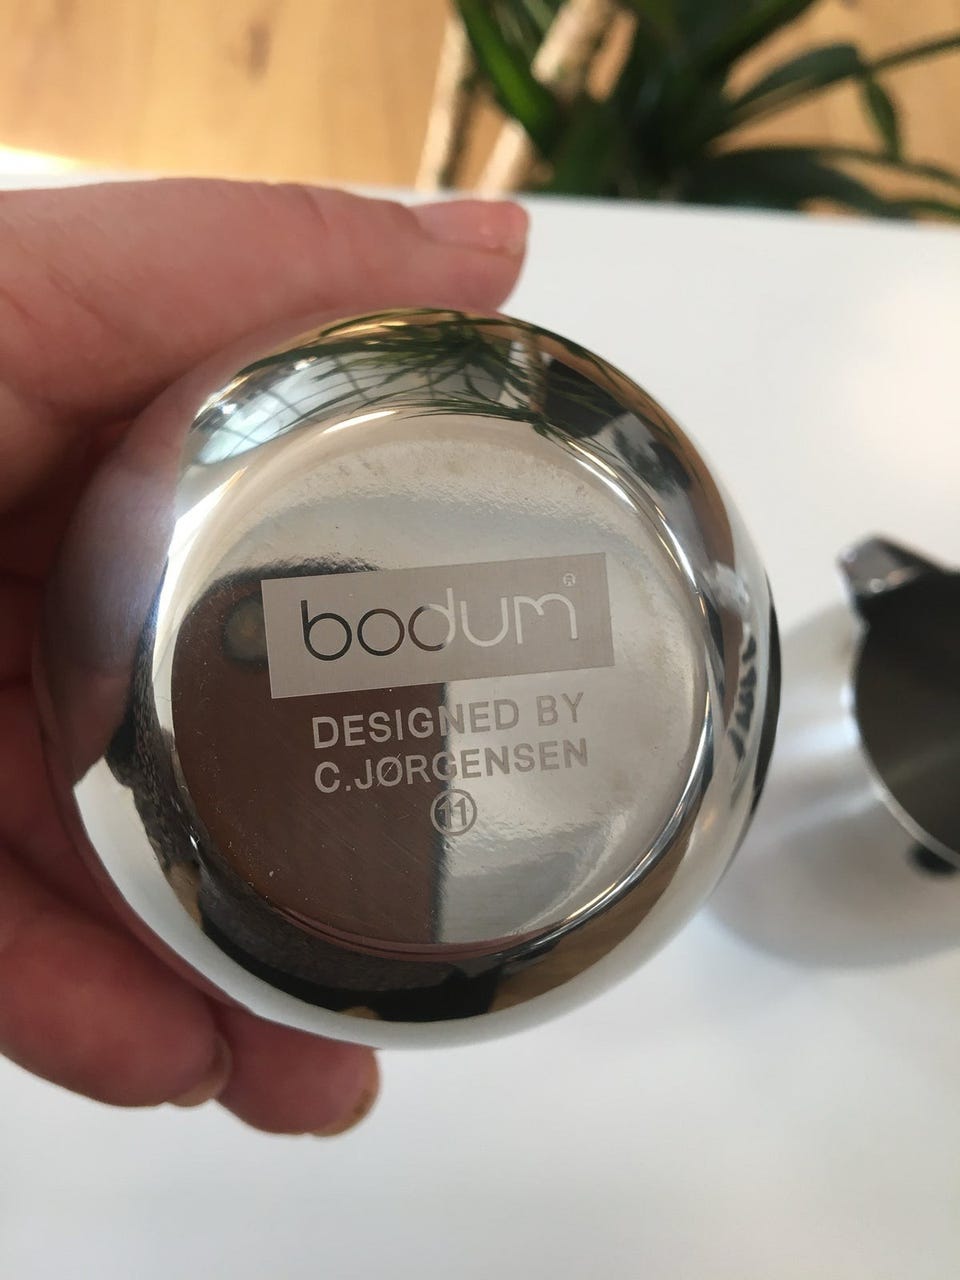 bodum®
DESIGNED BY
C.JØRGENSEN
11